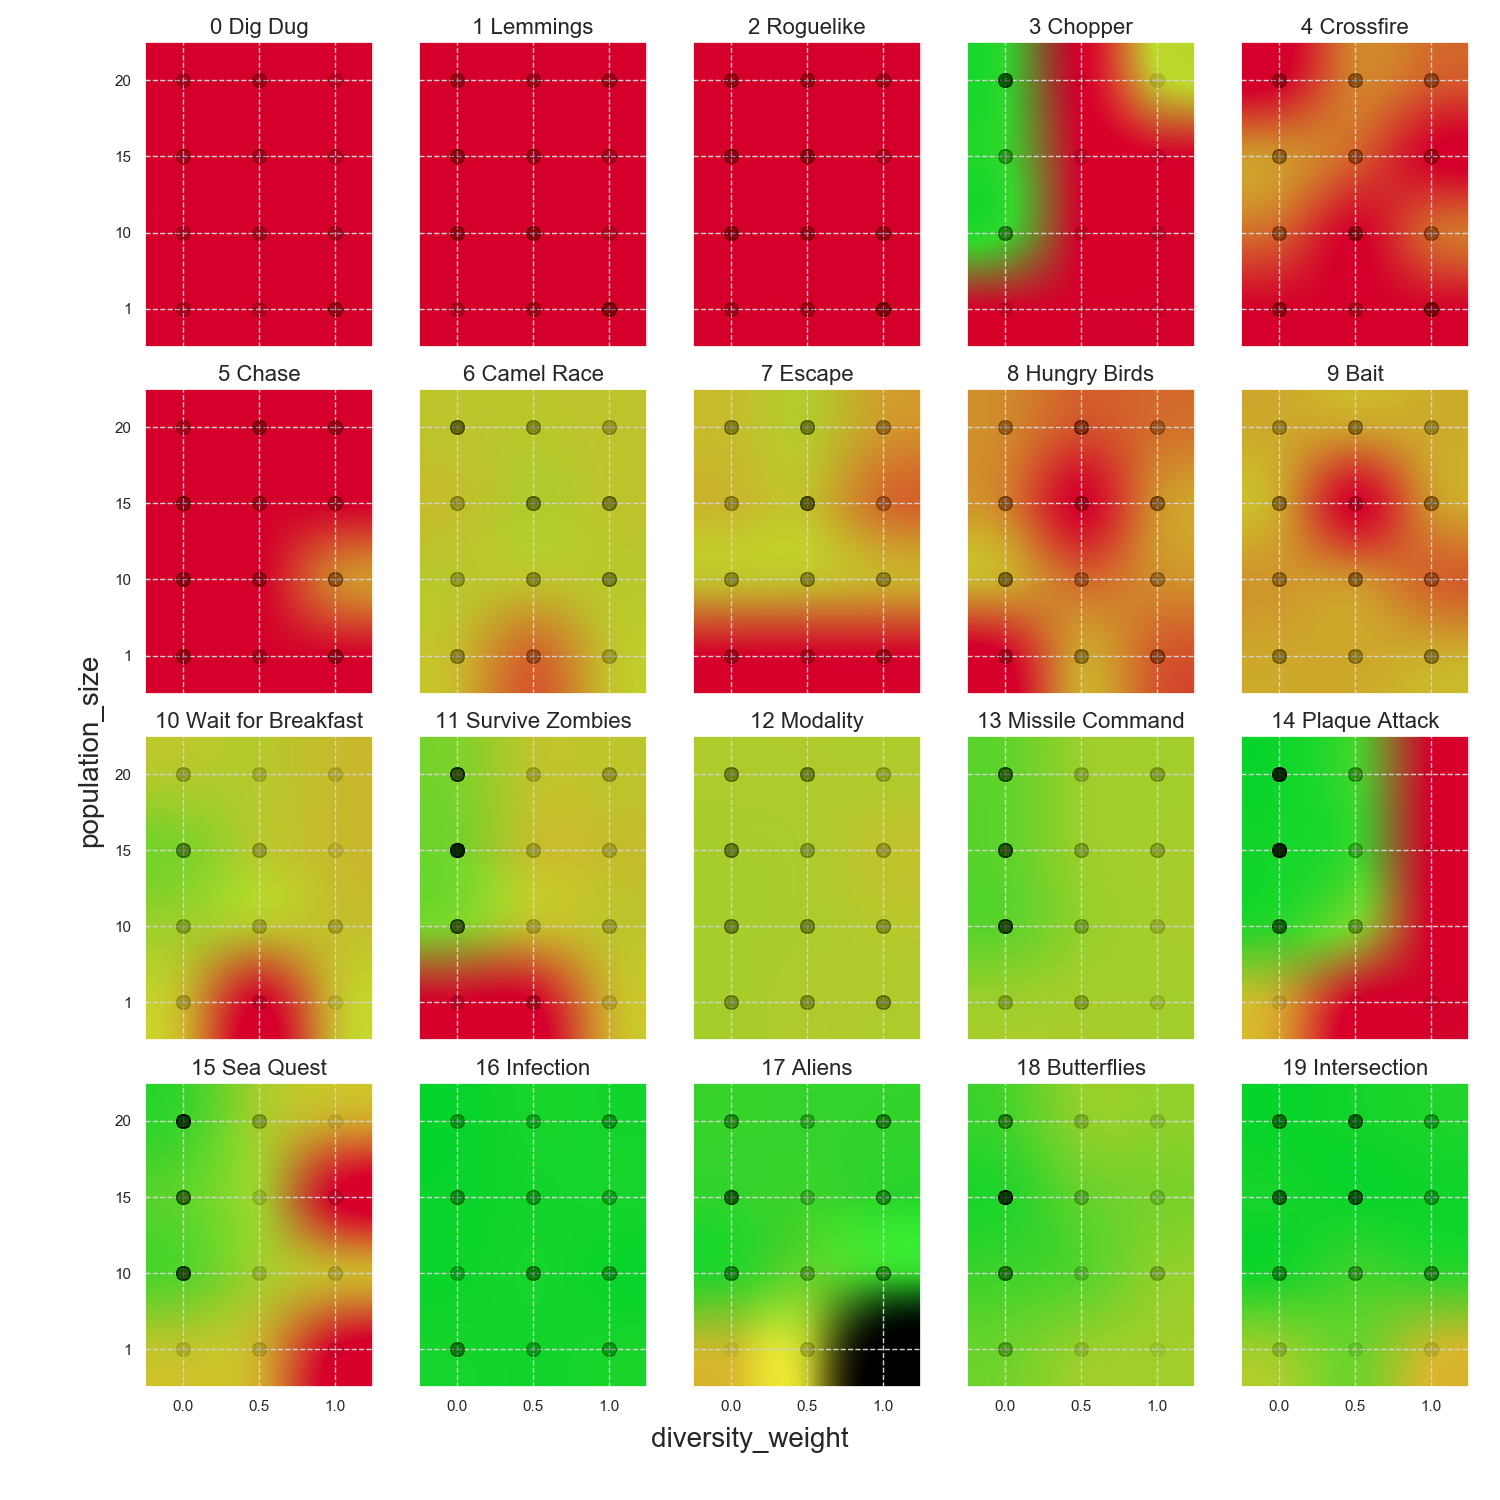 0 Dig Dug 1 Lemmings 2 Roguelike 3 Chopper 4 Crossfire
20
15
10
1
5 Chase 6 Camel Race 7 Escape 8 Hungry Birds 9 Bait
20
15
10
1
population_size
10 Wait for Breakfast 11 Survive Zombies 12 Modality 13 Missile Command 14 Plaque Attack
20
15
10
1
15 Sea Quest 16 Infection 17 Aliens 18 Butterflies 19 Intersection
20
15
10
1
0.0 0.5 1.0 0.0 0.5 1.0 0.0 0.5 1.0 0.0 0.5 1.0 0.0 0.5 1.0
diversity_weight